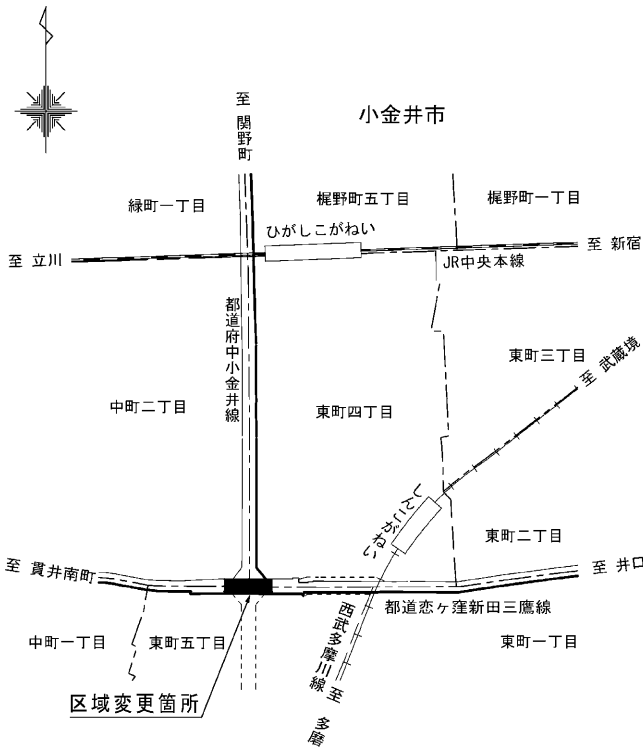 小金井市
至 関野町
緑町一丁目
梶野町五丁目
梶野町一丁目
ひがしこがねい
至 立川
至 新宿
JR中央本線
都道府中小金井線
東町三丁目
至 武蔵境
中町二丁目
東町四丁目
しんこがねい
東町二丁目
至 貫井南町
至 井口
都道恋ヶ窪新田三鷹線
中町一丁目
東町五丁目
西武多摩川線
東町一丁目
至 多磨
区域変更箇所